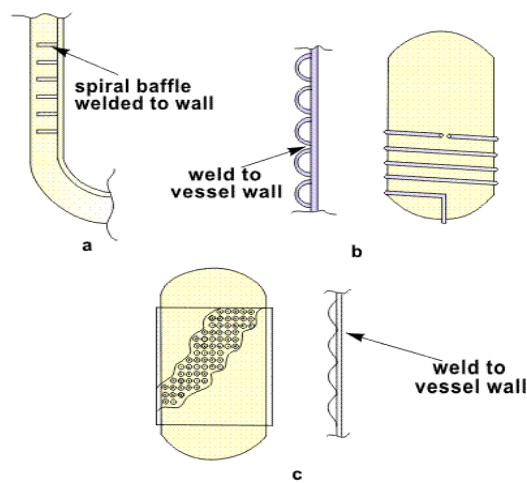 spiral baffle
welded to wall
a
weld to
vessel wall
b
weld to
vessel wall
c